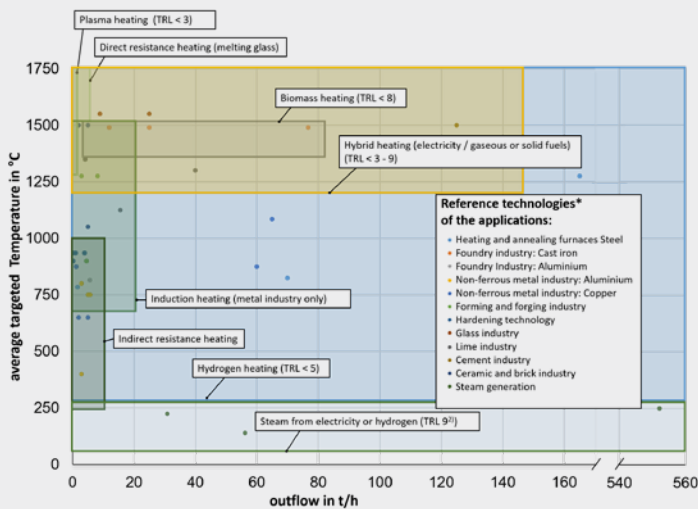 Plasma heating (TRL < 3)
Direct resistance heating (melting glass)
1750
1500
1250
1000
750
500
250
0
average targeted Temperature in °C
Biomass heating (TRL < 8)
Hybrid heating (electricity / gaseous or solid fuels)
(TRL < 3 - 9)
Reference technologies*
of the applications:
Heating and annealing furnaces Steel
Foundry industry: Cast iron
Foundry Industry: Aluminium
Non-ferrous metal industry: Aluminium
Non-ferrous metal industry: Copper
Forming and forging industry
Hardening technology
Glass industry
Lime industry
Cement industry
Ceramic and brick industry
Steam generation
Induction heating (metal industry only)
Indirect resistance heating
Hydrogen heating (TRL < 5)
Steam from electricity or hydrogen (TRL 9²⁾)
0
20
40
60
80
100
120
140
160
540
560
outflow in t/h